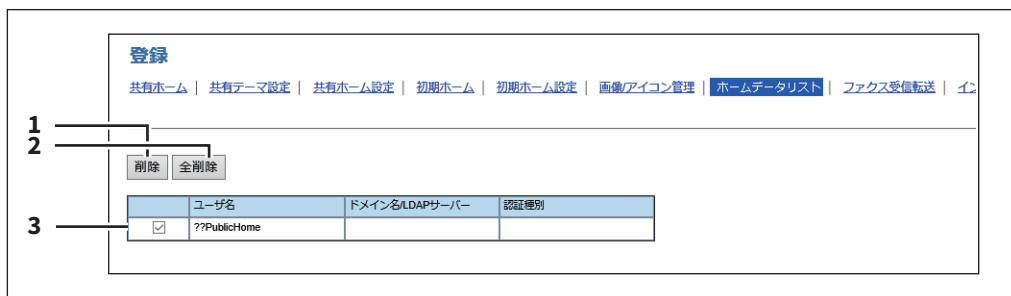 登録
共有ホーム | 共有テーマ設定 | 共有ホーム設定 | 初期ホーム | 初期ホーム設定 | 画像/アイコン管理 | ホームデータリスト | ファクス受信転送 | イン
1
2
削除 全削除
ユーザ名 ドメイン名/LDAPサーバー 認証種別
3
??PublicHome